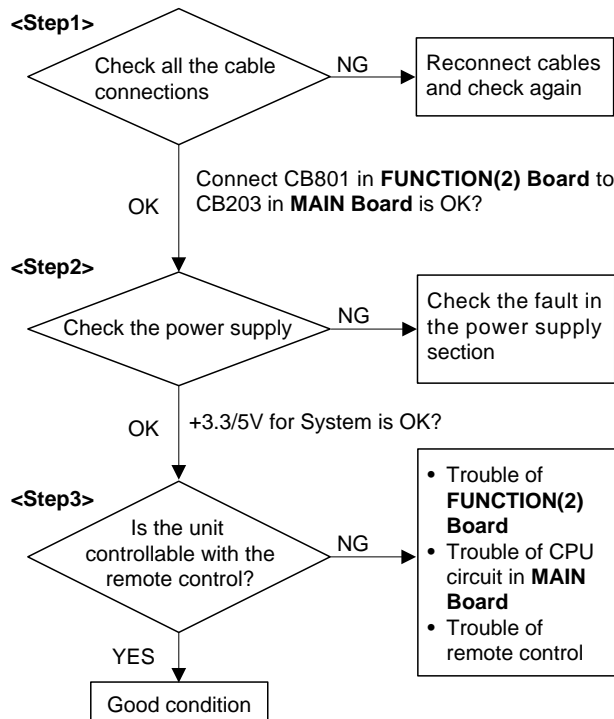 <Step1>
Check all the cable
connections
NG
Reconnect cables
and check again
OK
Connect CB801 in FUNCTION(2) Board to
CB203 in MAIN Board is OK?
<Step2>
Check the power supply
NG
Check the fault in
the power supply
section
OK
+3.3/5V for System is OK?
<Step3>
Is the unit
controllable with the
remote control?
NG
• Trouble of
FUNCTION(2)
Board
• Trouble of CPU
circuit in MAIN
Board
• Trouble of
remote control
YES
Good condition